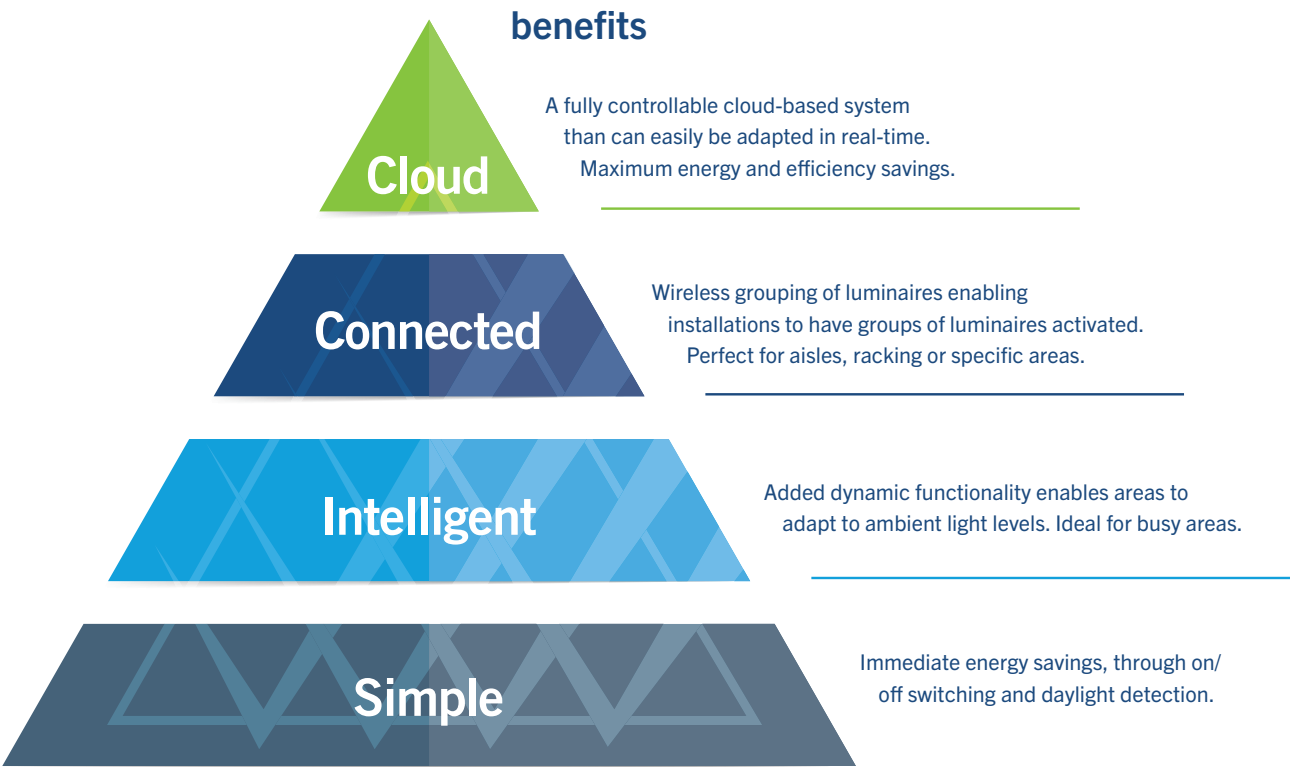 benefits
A fully controllable cloud-based system
than can easily be adapted in real-time.
Maximum energy and efficiency savings.
Cloud
Wireless grouping of luminaires enabling
installations to have groups of luminaires activated.
Perfect for aisles, racking or specific areas.
Connected
Added dynamic functionality enables areas to
adapt to ambient light levels. Ideal for busy areas.
Intelligent
Immediate energy savings, through on/
off switching and daylight detection.
Simple